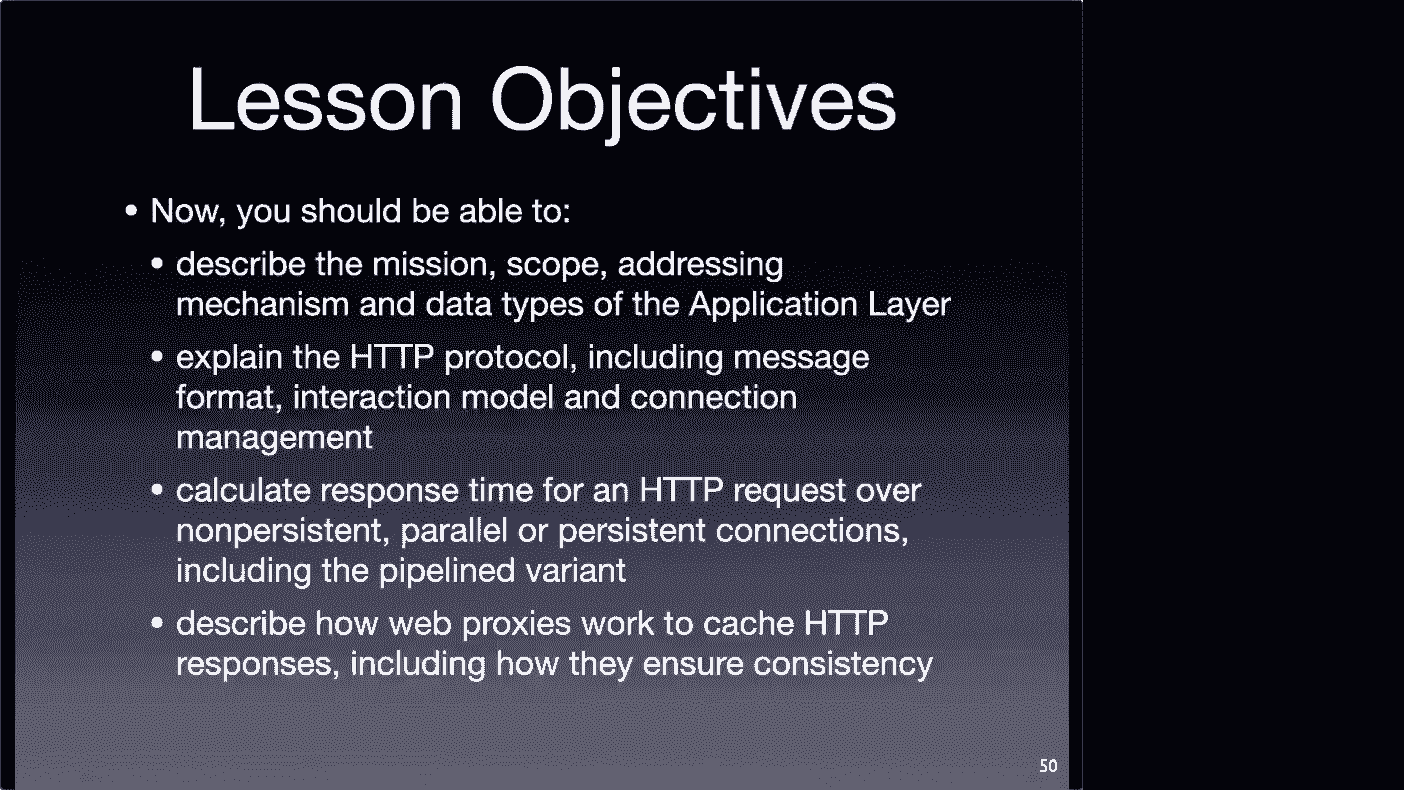 Lesson Objectives
• Now, you should be able to:
• describe the mission, scope, addressing
mechanism and data types of the Application Layer
• explain the HTTP protocol, including message
format, interaction model and connection
management
• calculate response time for an HTTP request over
nonpersistent, parallel or persistent connections,
including the pipelined variant
• describe how web proxies work to cache HTTP
responses, including how they ensure consistency
50